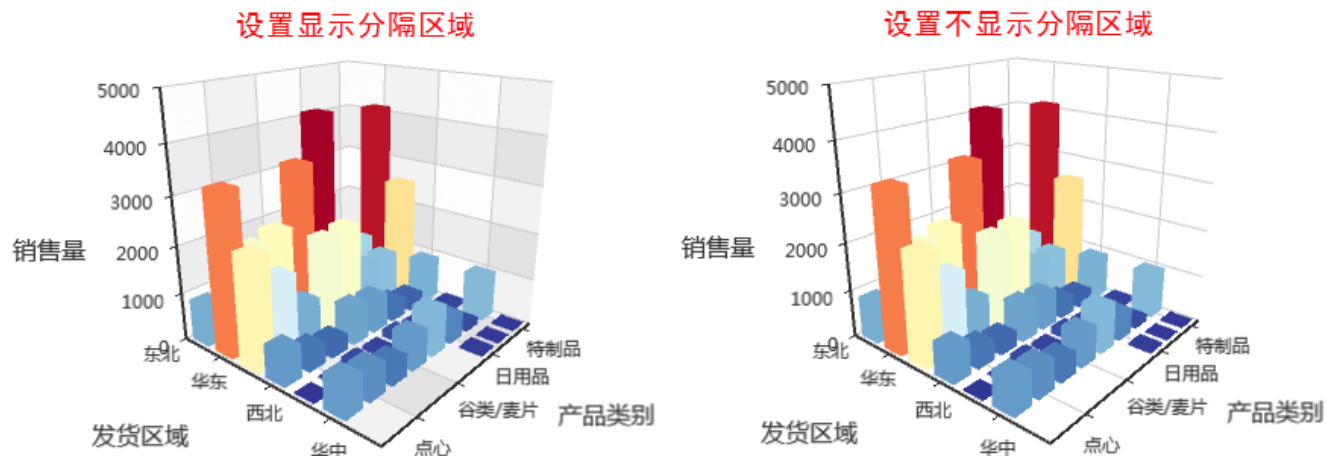 设置显示分隔区域
5000
4000
3000
2000
1000
0
销售量
东北
华东
西北
华中
发货区域
特制品
日用品
谷类/麦片
点心
产品类别
设置不显示分隔区域
5000
4000
3000
2000
1000
0
销售量
东北
华东
西北
华中
发货区域
特制品
日用品
谷类/麦片
点心
产品类别